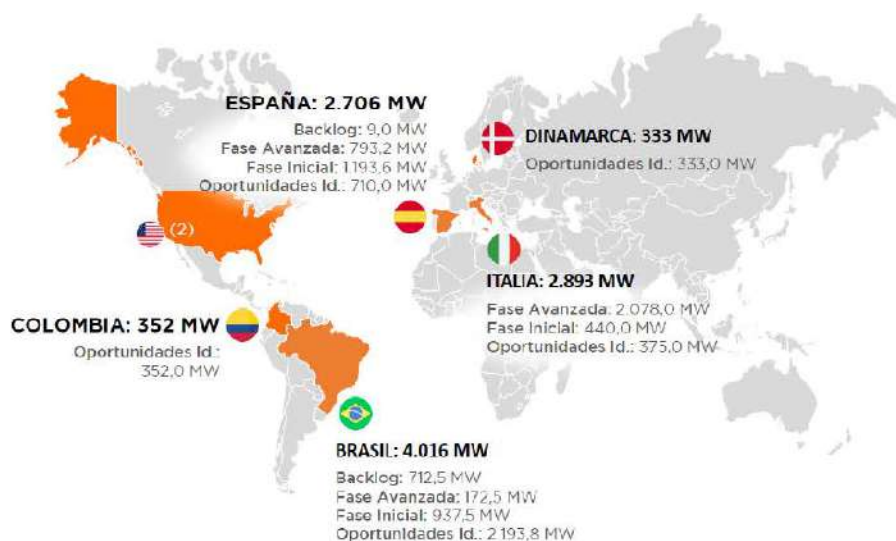 ESPAÑA: 2.706 MW
Backlog: 9,0 MW
Fase Avanzada: 793,2 MW
Fase Inicial: 1.193,6 MW
Oportunidades Id.: 710,0 MW
DINAMARCA: 333 MW
Oportunidades Id.: 333,0 MW
(2)
ITALIA: 2.893 MW
Fase Avanzada: 2.078,0 MW
Fase Inicial: 440,0 MW
Oportunidades Id.: 375,0 MW
COLOMBIA: 352 MW
Oportunidades Id.:
352,0 MW
BRASIL: 4.016 MW
Backlog: 712,5 MW
Fase Avanzada: 172,5 MW
Fase Inicial: 937,5 MW
Oportunidades Id.: 2.193,8 MW